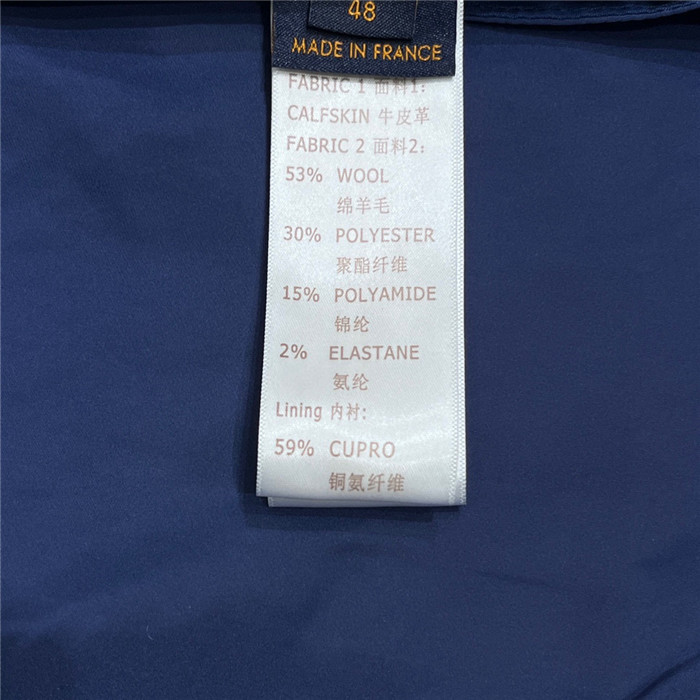 48
MADE IN FRANCE
FABRIC 1 面料1:
CALFSKIN 牛皮革
FABRIC 2 面料2:
53% WOOL
绵羊毛
30% POLYESTER
聚酯纤维
15% POLYAMIDE
锦纶
2% ELASTANE
氨纶
Lining 内衬:
59% CUPRO
铜氨纤维